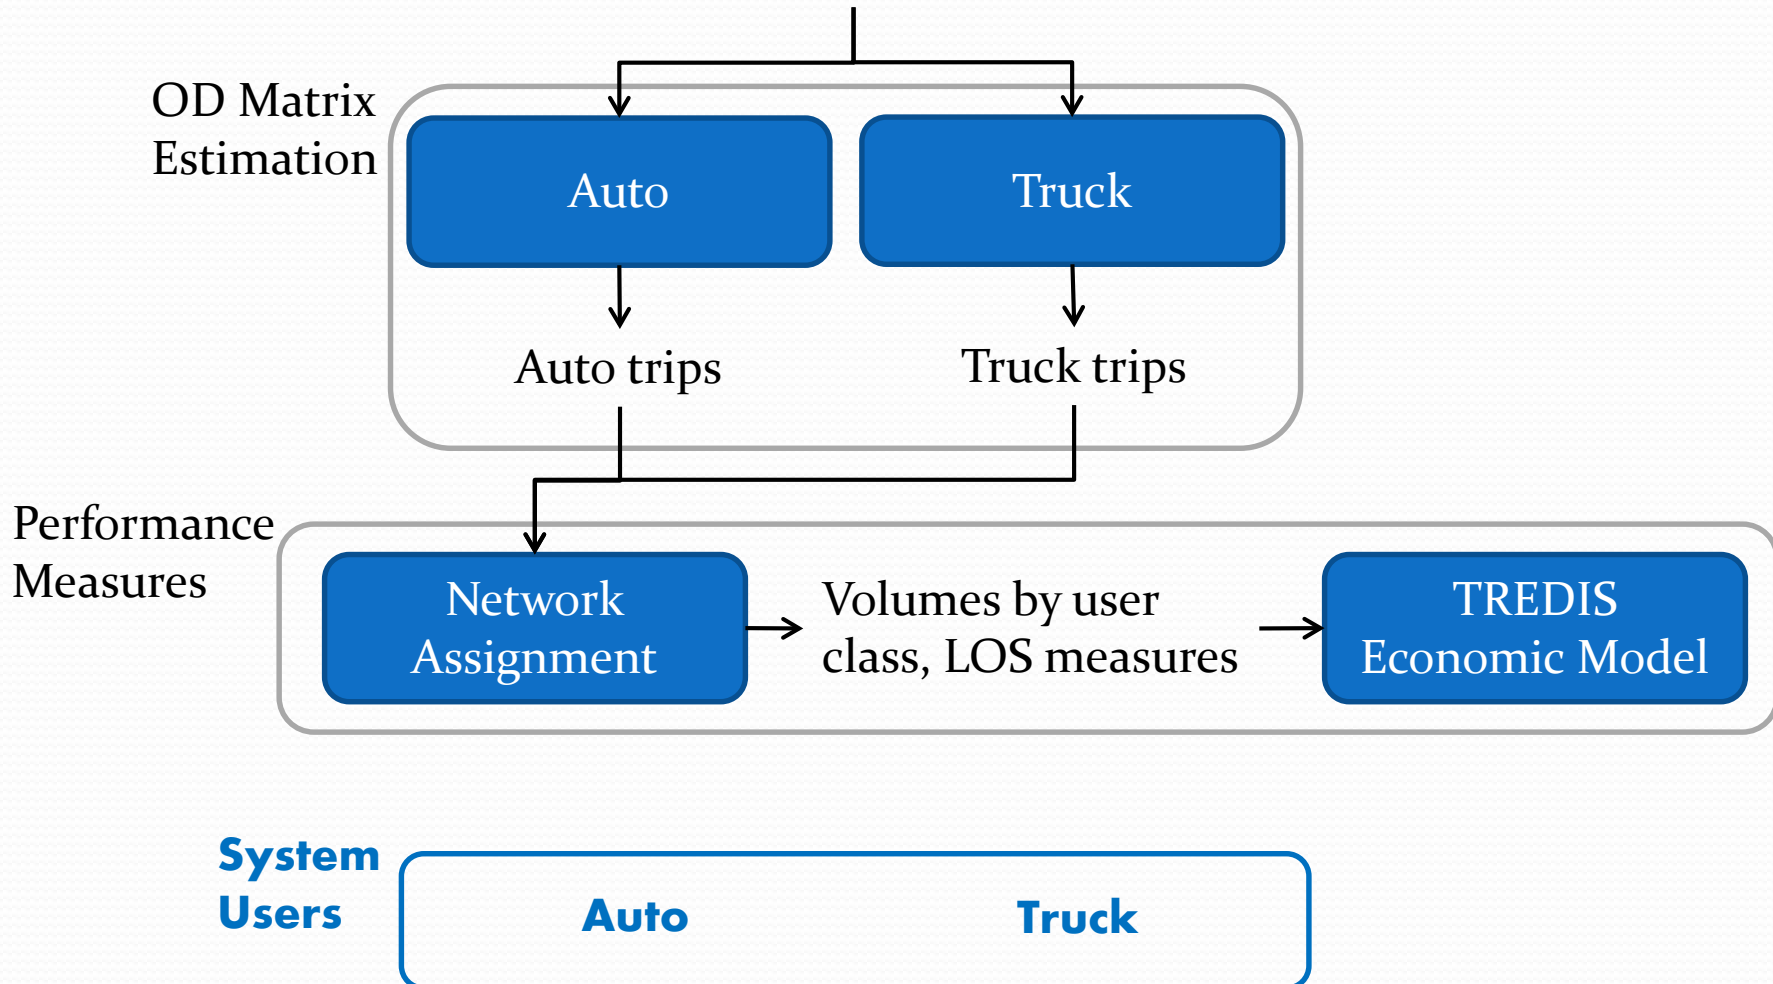 OD Matrix
Estimation
Auto
Truck
Auto trips
Truck trips
Performance
Measures
Network
Assignment
Volumes by user
class, LOS measures
TREDIS
Economic Model
System
Users
Auto
Truck